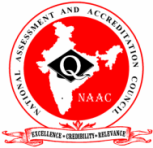 NATIONAL ASSESSMENT AND ACCREDITATION COUNCIL
Q
NAAC
EXCELLENCE • CREDIBILITY • RELEVANCE